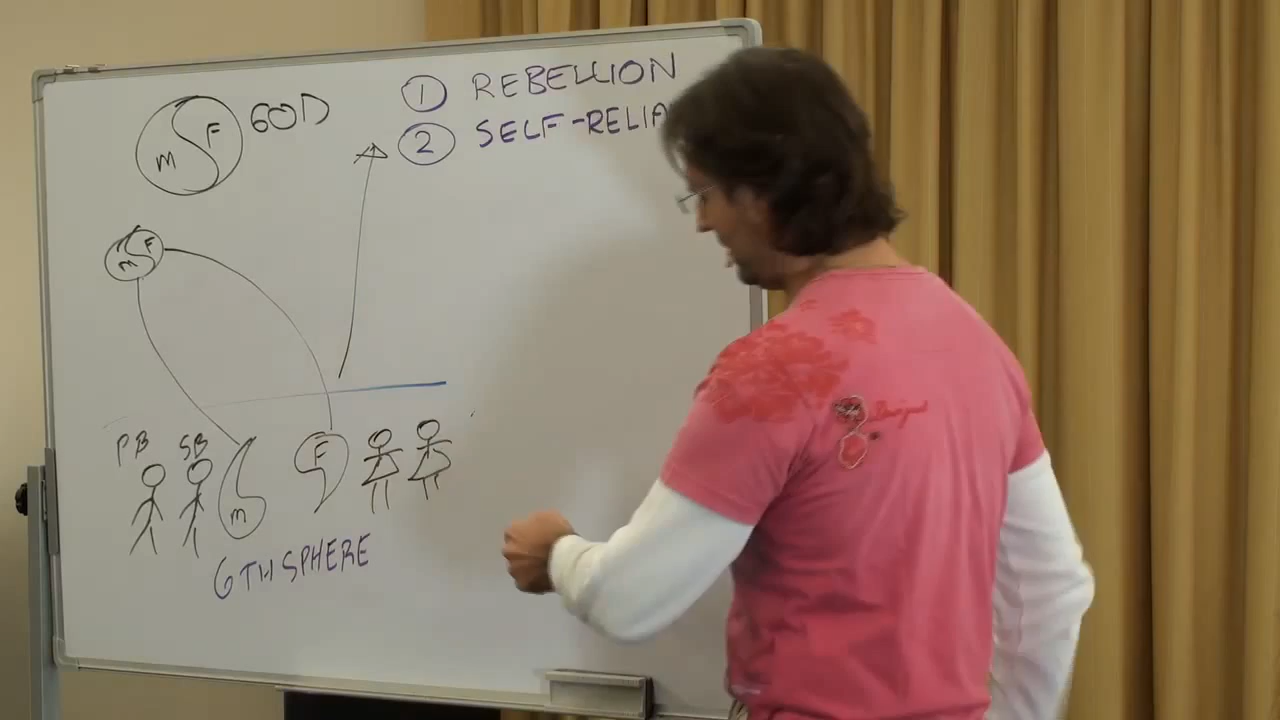 M F GOD
1 REBELLION
2 SELF-RELIA
M F
PB SB
M F
6TH SPHERE